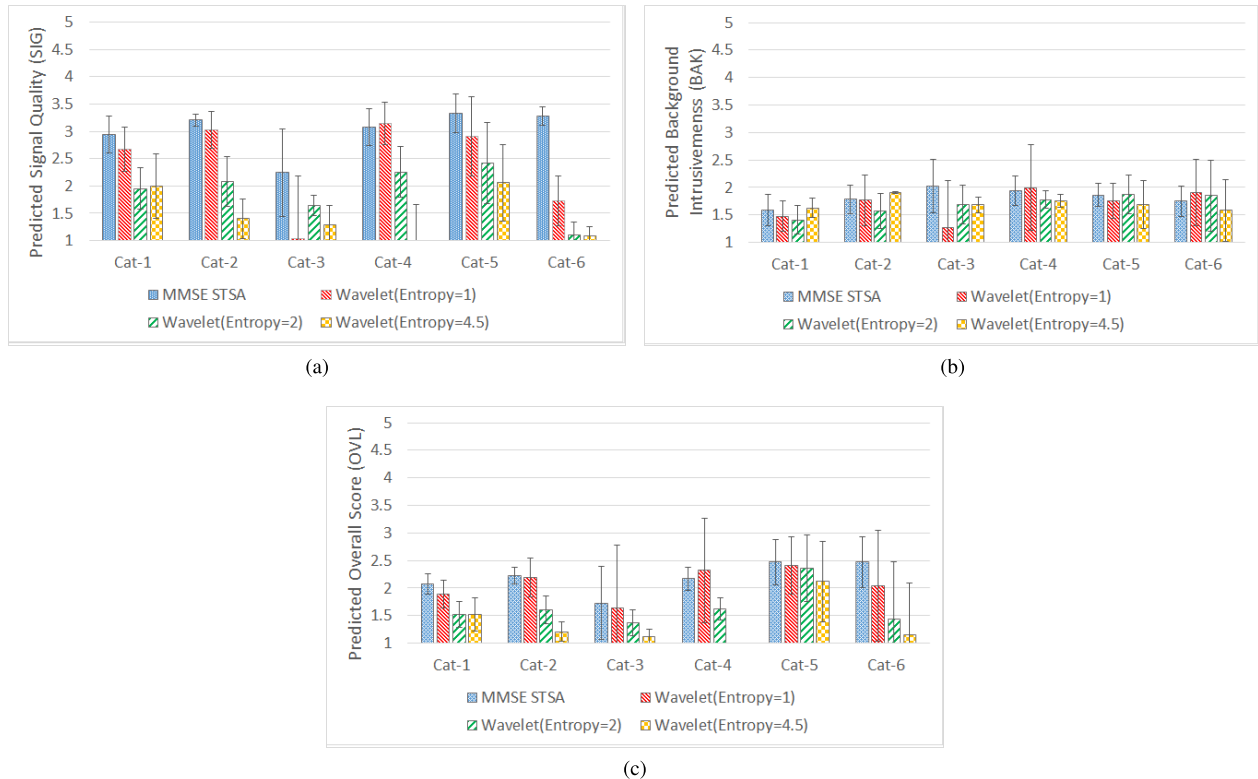 5
4.5
4
3.5
3
2.5
2
1.5
1
Predicted Signal Quality (SIG)
Cat-1 Cat-2 Cat-3 Cat-4 Cat-5 Cat-6
MMSE STSA Wavelet(Entropy=1)
Wavelet(Entropy=2) Wavelet(Entropy=4.5)
(a)
5
4.5
4
3.5
3
2.5
2
1.5
1
Predicted Background
Intrusivemenss (BAK)
Cat-1 Cat-2 Cat-3 Cat-4 Cat-5 Cat-6
MMSE STSA Wavelet(Entropy=1)
Wavelet(Entropy=2) Wavelet(Entropy=4.5)
(b)
5
4.5
4
3.5
3
2.5
2
1.5
1
Predicted Overall Score (OVL)
Cat-1 Cat-2 Cat-3 Cat-4 Cat-5 Cat-6
MMSE STSA Wavelet(Entropy=1)
Wavelet(Entropy=2) Wavelet(Entropy=4.5)
(c)